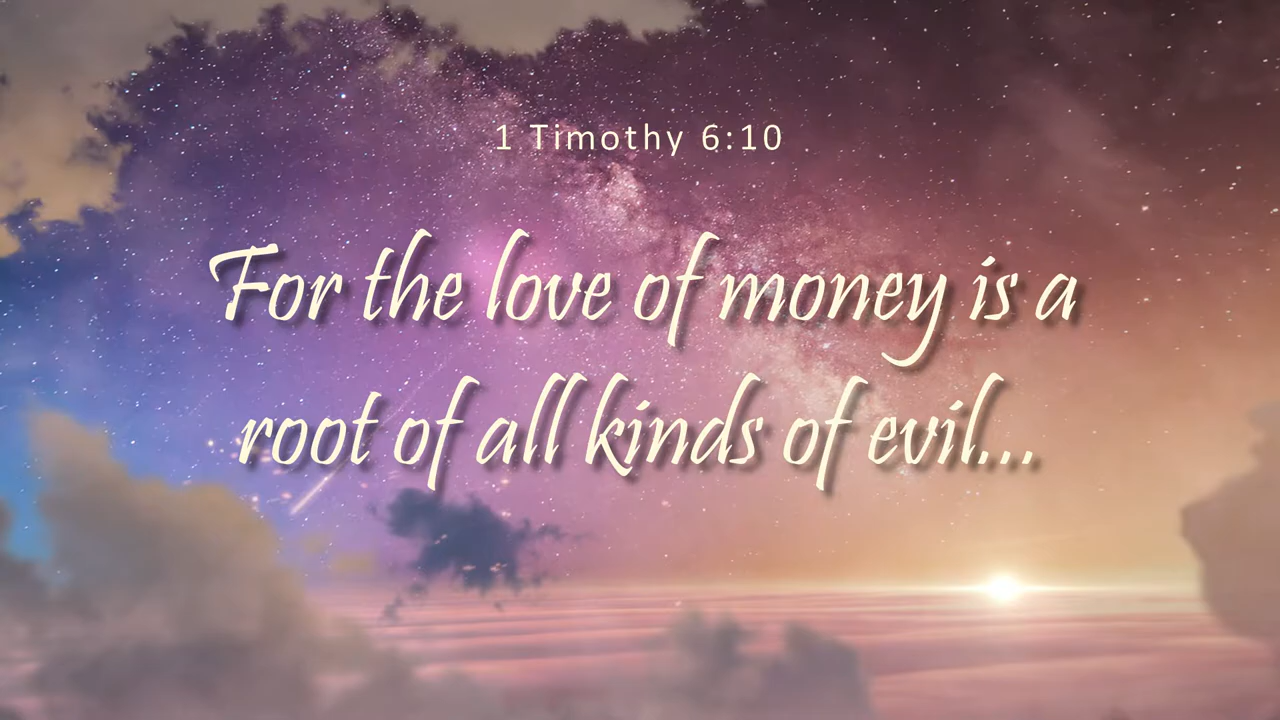 1 Timothy 6:10
For the love of money is a
root of all kinds of evil...